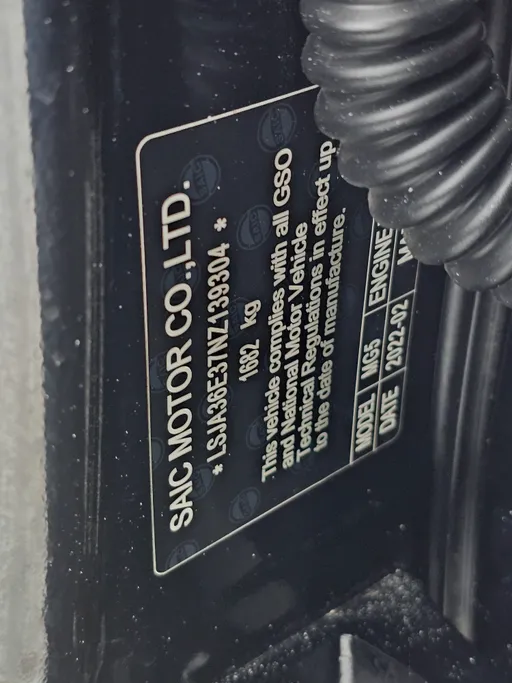 SAIC MOTOR CO.,LTD.
* LSJA36E37NZ139304 *
1682 kg
This vehicle complies with all GSO
and National Motor Vehicle
Technical Regulations in effect up
to the date of manufacture.
MODEL MG5 ENGINE
DATE 2022-02